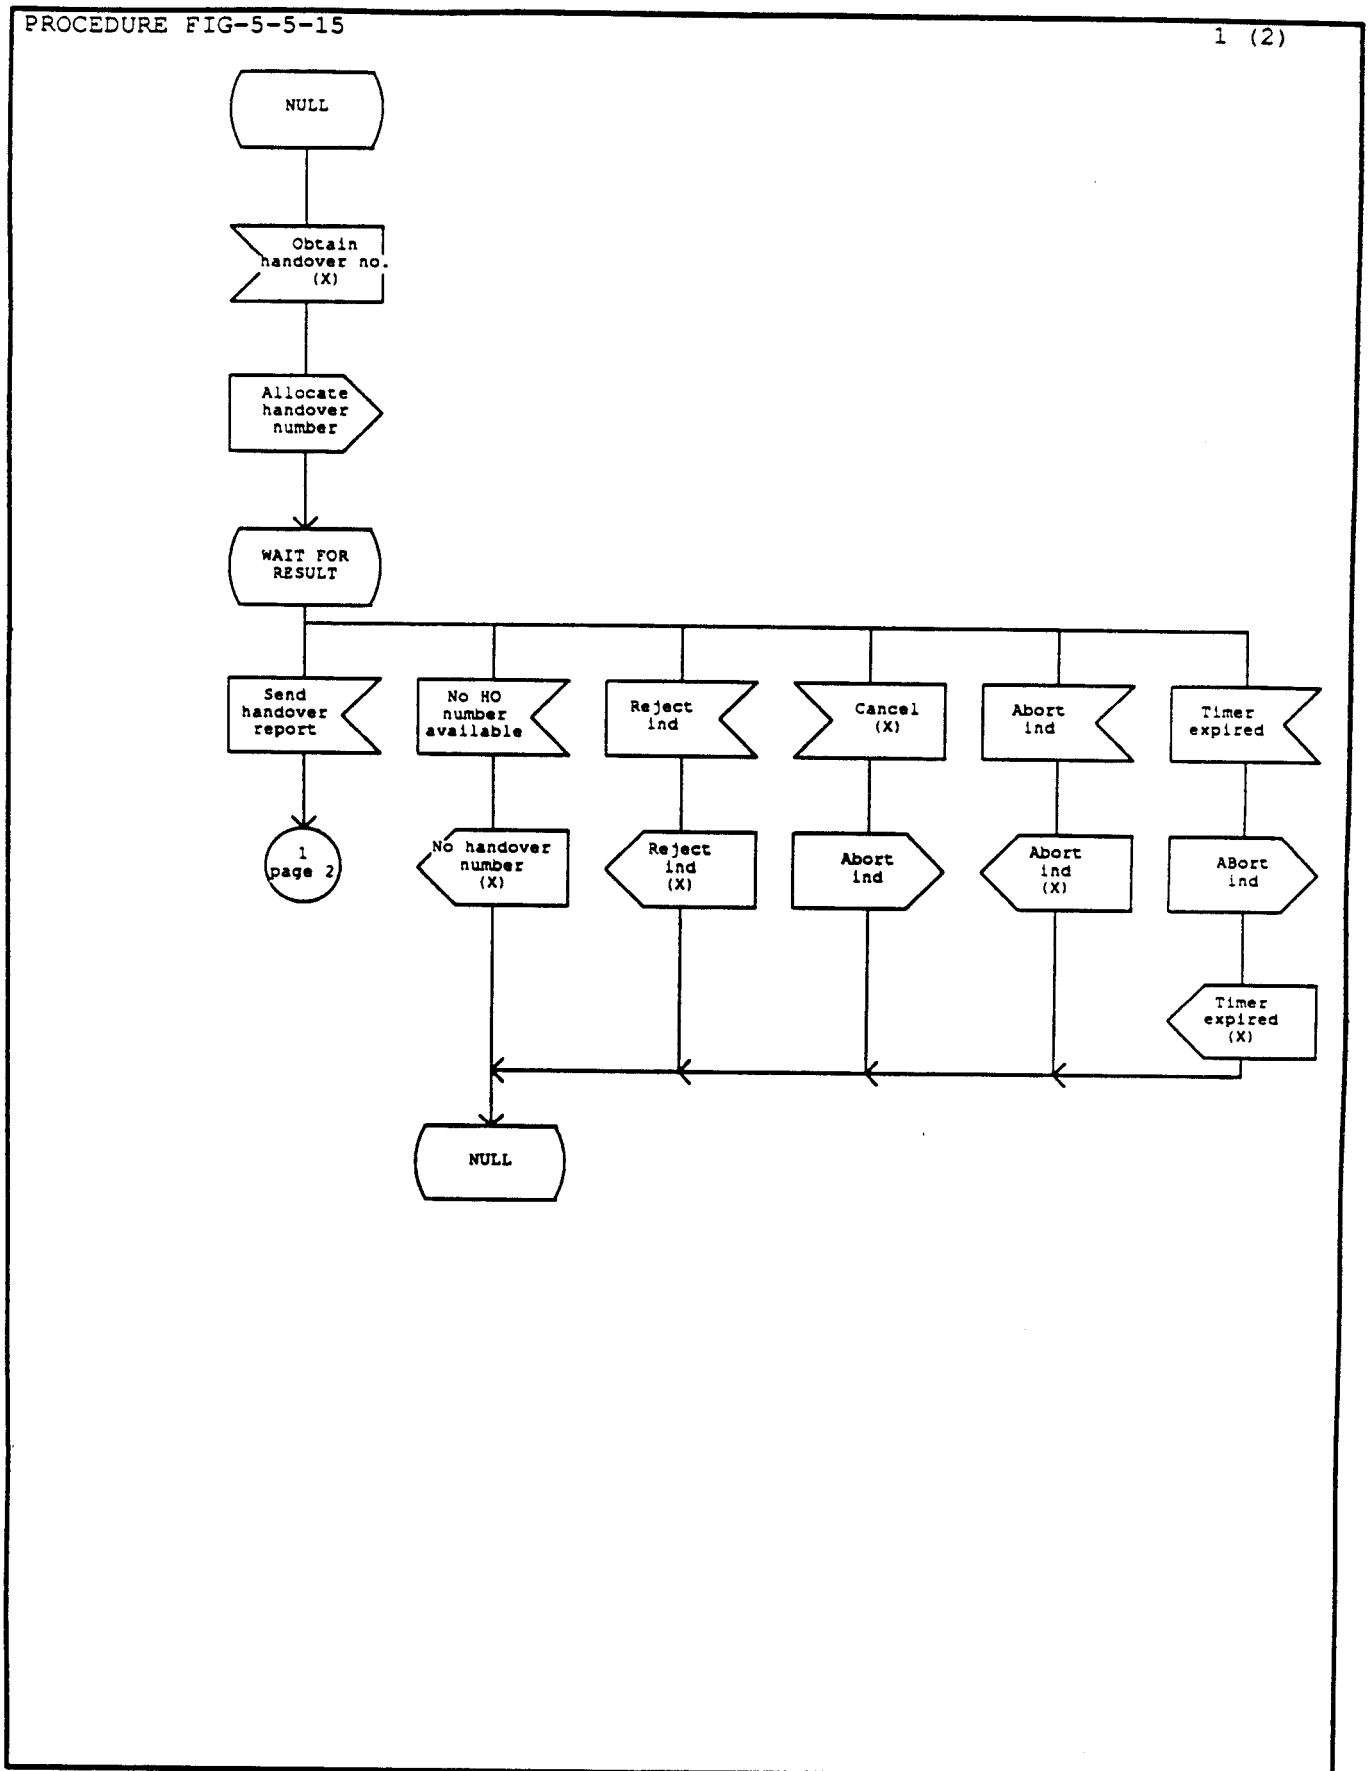 PROCEDURE FIG-5-5-15
1 (2)
NULL
Obtain
handover no.
(X)
Allocate
handover
number
WAIT FOR
RESULT
Send
handover
report
No HO
number
available
Reject
ind
Cancel
(X)
Abort
ind
Timer
expired
1
page 2
No handover
number
(X)
Reject
ind
(X)
Abort
ind
Abort
ind
(X)
ABort
ind
Timer
expired
(X)
NULL